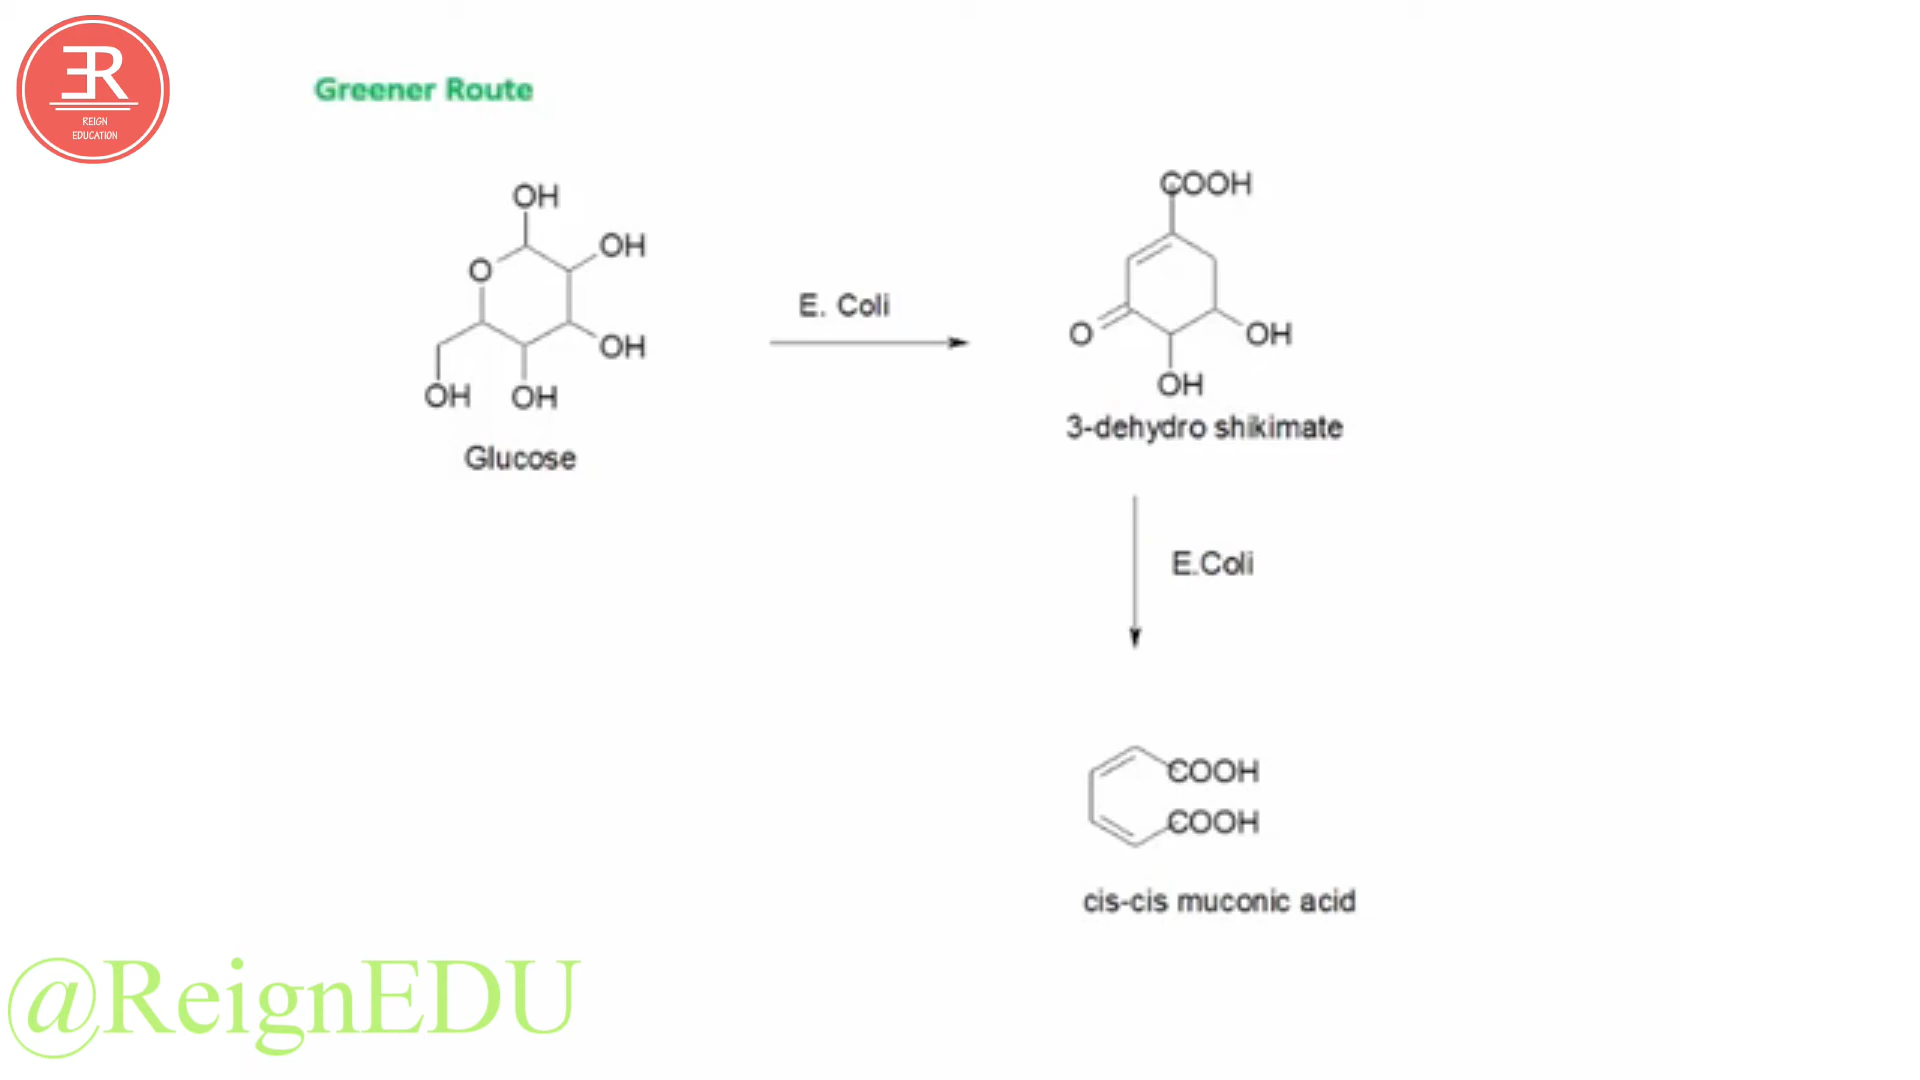 ER
REIGN
EDUCATION
Greener Route
OH
OH
O
OH
OH
OH
Glucose
E. Coli
COOH
O
OH
OH
3-dehydro shikimate
E.Coli
COOH
COOH
cis-cis muconic acid
@ReignEDU